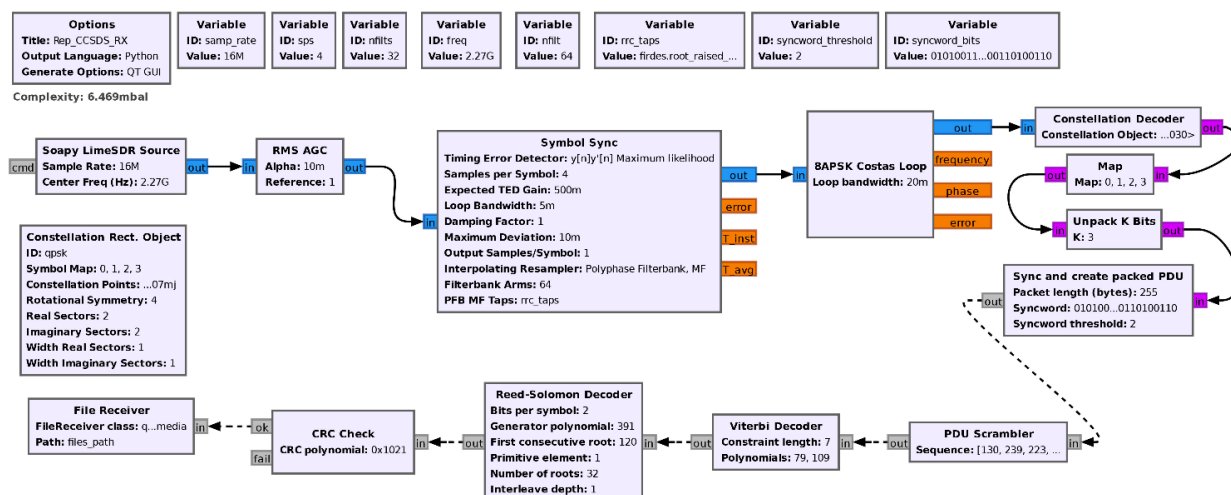 Options
Title: Rep_CCSDS_RX
Output Language: Python
Generate Options: QT GUI
Variable
ID: samp_rate
Value: 16M
Variable
ID: sps
Value: 4
Variable
ID: nfilts
Value: 32
Variable
ID: freq
Value: 2.27G
Variable
ID: nfilt
Value: 64
Variable
ID: rrc_taps
Value: firdes.root_raised_...
Variable
ID: syncword_threshold
Value: 2
Variable
ID: syncword_bits
Value: 01010011...00110100110
Complexity: 6.469mbal
cmd
Soapy LimeSDR Source
Sample Rate: 16M
Center Freq (Hz): 2.27G
out
in
RMS AGC
Alpha: 10m
Reference: 1
out
in
Symbol Sync
Timing Error Detector: y[n]y'[n] Maximum likelihood
Samples per Symbol: 4
Expected TED Gain: 500m
Loop Bandwidth: 5m
Damping Factor: 1
Maximum Deviation: 10m
Output Samples/Symbol: 1
Interpolating Resampler: Polyphase Filterbank, MF
Filterbank Arms: 64
PFB MF Taps: rrc_taps
out
error
T_inst
T_avg
in
8APSK Costas Loop
Loop bandwidth: 20m
out
frequency
phase
error
in
Constellation Decoder
Constellation Object: ...030>
out
out
Map
Map: 0, 1, 2, 3
in
in
Unpack K Bits
K: 3
out
out
Sync and create packed PDU
Packet length (bytes): 255
Syncword: 010100...0110100110
Syncword threshold: 2
in
Constellation Rect. Object
ID: qpsk
Symbol Map: 0, 1, 2, 3
Constellation Points: ...07mj
Rotational Symmetry: 4
Real Sectors: 2
Imaginary Sectors: 2
Width Real Sectors: 1
Width Imaginary Sectors: 1
File Receiver
FileReceiver class: q...media
Path: files_path
in
ok
fail
CRC Check
CRC polynomial: 0x1021
in
out
Reed-Solomon Decoder
Bits per symbol: 2
Generator polynomial: 391
First consecutive root: 120
Primitive element: 1
Number of roots: 32
Interleave depth: 1
in
out
Viterbi Decoder
Constraint length: 7
Polynomials: 79, 109
in
out
PDU Scrambler
Sequence: [130, 239, 223, ...
in